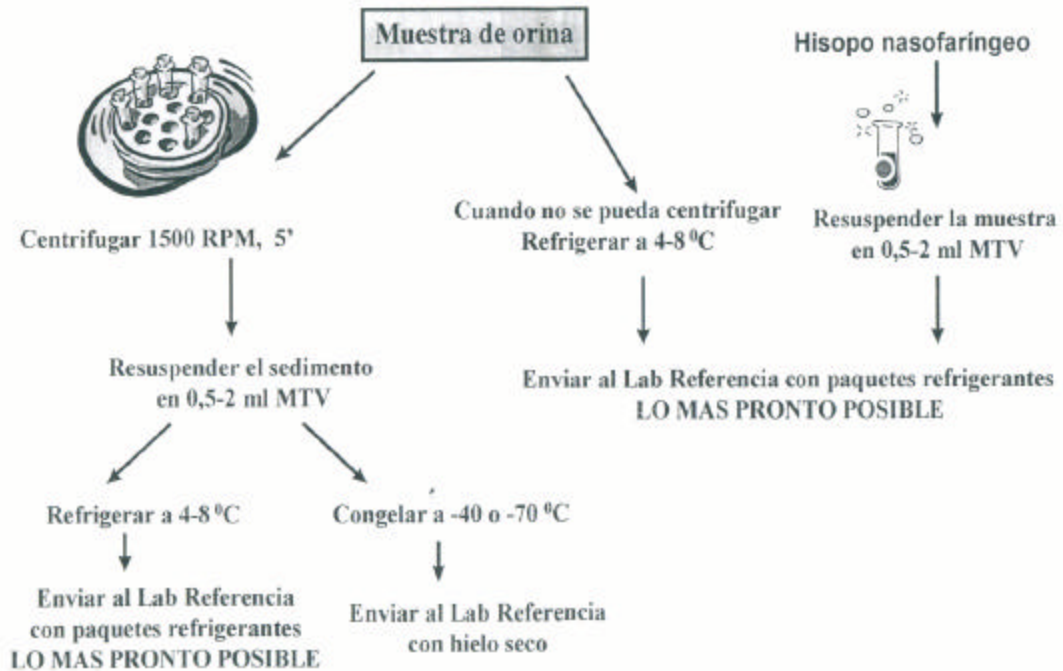 Muestra de orina
Hisopo nasofaríngeo
Centrifugar 1500 RPM, 5'
Cuando no se pueda centrifugar
Refrigerar a 4-8 ⁰C
Resuspender la muestra
en 0,5-2 ml MTV
Resuspender el sedimento
en 0,5-2 ml MTV
Enviar al Lab Referencia con paquetes refrigerantes
LO MAS PRONTO POSIBLE
Refrigerar a 4-8 ⁰C
Congelar a -40 o -70 ⁰C
Enviar al Lab Referencia
con paquetes refrigerantes
LO MAS PRONTO POSIBLE
Enviar al Lab Referencia
con hielo seco